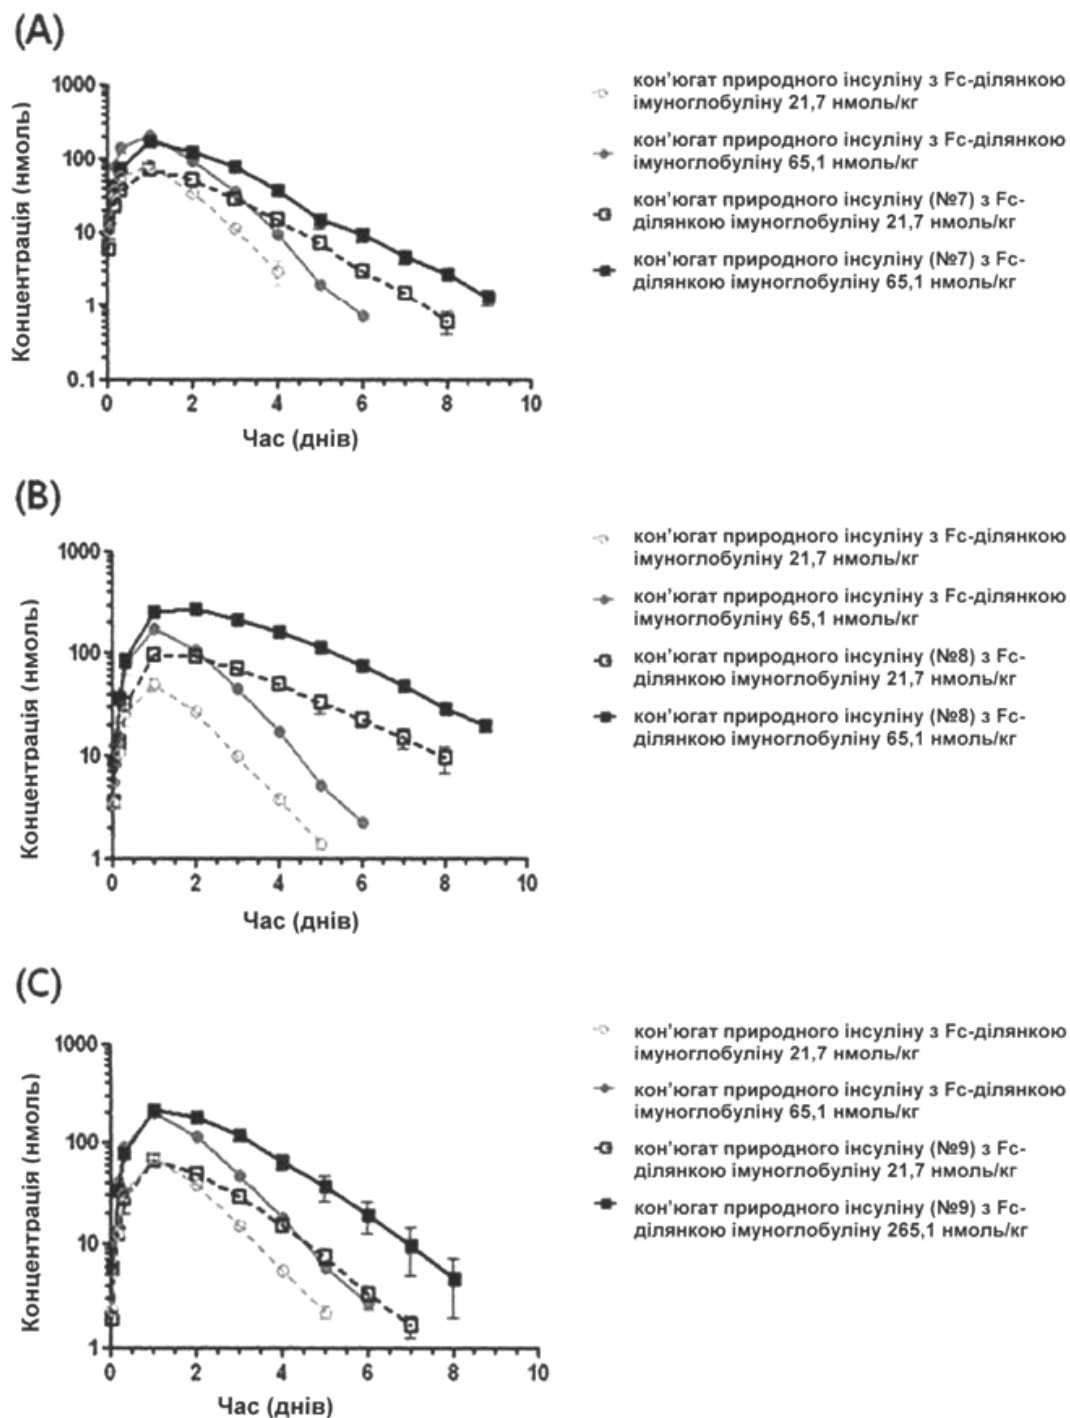 (A)
1000
100
10
1
0.1
0
2
4
6
8
10
Концентрація (нмоль)
Час (днів)
кон’югат природного інсуліну з Fc-ділянкою
імуноглобуліну 21,7 нмоль/кг
кон’югат природного інсуліну з Fc-ділянкою
імуноглобуліну 65,1 нмоль/кг
кон’югат природного інсуліну (№7) з Fc-
ділянкою імуноглобуліну 21,7 нмоль/кг
кон’югат природного інсуліну (№7) з Fc-
ділянкою імуноглобуліну 65,1 нмоль/кг
(B)
1000
100
10
1
0
2
4
6
8
10
Концентрація (нмоль)
Час (днів)
кон’югат природного інсуліну з Fc-ділянкою
імуноглобуліну 21,7 нмоль/кг
кон’югат природного інсуліну з Fc-ділянкою
імуноглобуліну 65,1 нмоль/кг
кон’югат природного інсуліну (№8) з Fc-
ділянкою імуноглобуліну 21,7 нмоль/кг
кон’югат природного інсуліну (№8) з Fc-
ділянкою імуноглобуліну 65,1 нмоль/кг
(C)
1000
100
10
1
0
2
4
6
8
10
Концентрація (нмоль)
Час (днів)
кон’югат природного інсуліну з Fc-ділянкою
імуноглобуліну 21,7 нмоль/кг
кон’югат природного інсуліну з Fc-ділянкою
імуноглобуліну 65,1 нмоль/кг
кон’югат природного інсуліну (№9) з Fc-
ділянкою імуноглобуліну 21,7 нмоль/кг
кон’югат природного інсуліну (№9) з Fc-
ділянкою імуноглобуліну 265,1 нмоль/кг